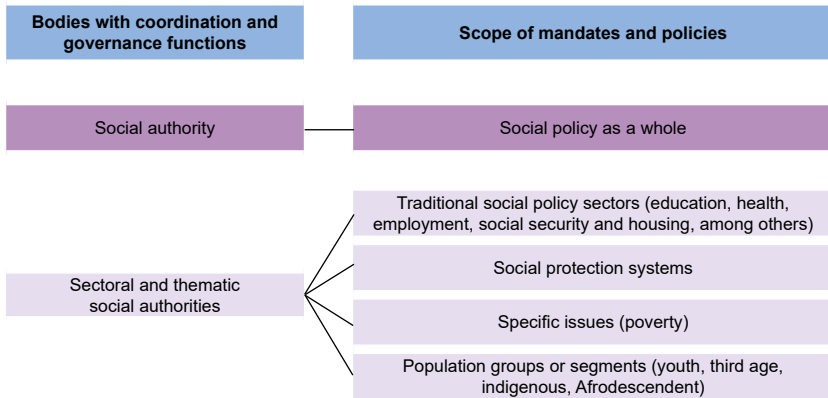 Bodies with coordination and
governance functions
Scope of mandates and policies
Social authority
Social policy as a whole
Sectoral and thematic
social authorities
Traditional social policy sectors (education, health,
employment, social security and housing, among others)
Social protection systems
Specific issues (poverty)
Population groups or segments (youth, third age,
indigenous, Afrodescendent)